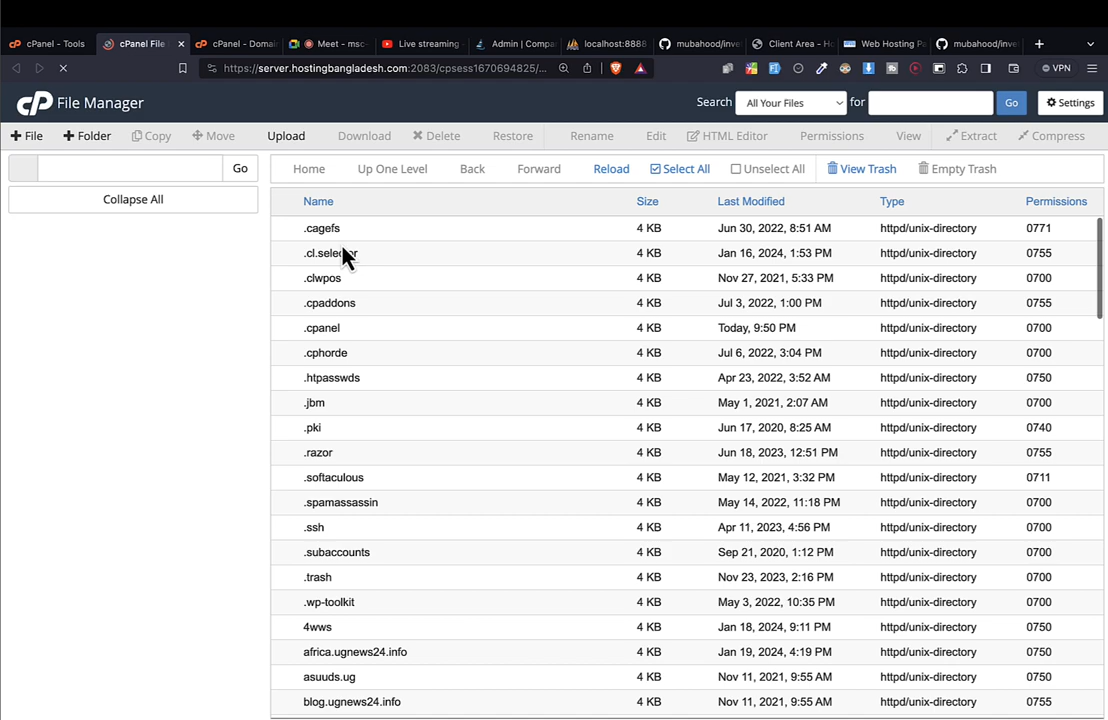 cPanel - Tools cPanel File cPanel - Domai Meet - msc- Live streaming Admin | Compa localhost:8888 mubahood/inve Client Area - Ho Web Hosting Pa mubahood/inve
https://server.hostingbangladesh.com:2083/cpsess1670694825/... VPN
cP File Manager Search All Your Files for Go Settings
+ File + Folder Copy Move Upload Download Delete Restore Rename Edit HTML Editor Permissions View Extract Compress
Go Home Up One Level Back Forward Reload Select All Unselect All View Trash Empty Trash
Collapse All
Name Size Last Modified Type Permissions
.cagefs 4 KB Jun 30, 2022, 8:51 AM httpd/unix-directory 0771
4 KB Jan 16, 2024, 1:53 PM httpd/unix-directory 0755
.clwpos 4 KB Nov 27, 2021, 5:33 PM httpd/unix-directory 0700
.cpaddons 4 KB Jul 3, 2022, 1:00 PM httpd/unix-directory 0755
.cpanel 4 KB Today, 9:50 PM httpd/unix-directory 0700
.cphorde 4 KB Jul 6, 2022, 3:04 PM httpd/unix-directory 0700
.htpasswds 4 KB Apr 23, 2022, 3:52 AM httpd/unix-directory 0750
.jbm 4 KB May 1, 2021, 2:07 AM httpd/unix-directory 0700
.pki 4 KB Jun 17, 2020, 8:25 AM httpd/unix-directory 0740
.razor 4 KB Jun 18, 2023, 12:51 PM httpd/unix-directory 0755
.softaculous 4 KB May 12, 2021, 3:32 PM httpd/unix-directory 0711
.spamassassin 4 KB May 14, 2022, 11:18 PM httpd/unix-directory 0700
.ssh 4 KB Apr 11, 2023, 4:56 PM httpd/unix-directory 0700
.subaccounts 4 KB Sep 21, 2020, 1:12 PM httpd/unix-directory 0700
.trash 4 KB Nov 23, 2023, 2:16 PM httpd/unix-directory 0700
.wp-toolkit 4 KB May 3, 2022, 10:35 PM httpd/unix-directory 0700
4wws 4 KB Jan 18, 2024, 9:11 PM httpd/unix-directory 0750
africa.ugnews24.info 4 KB Jan 19, 2024, 4:19 PM httpd/unix-directory 0750
asuuds.ug 4 KB Nov 11, 2021, 9:55 AM httpd/unix-directory 0750
blog.ugnews24.info 4 KB Nov 11, 2021, 9:55 AM httpd/unix-directory 0755